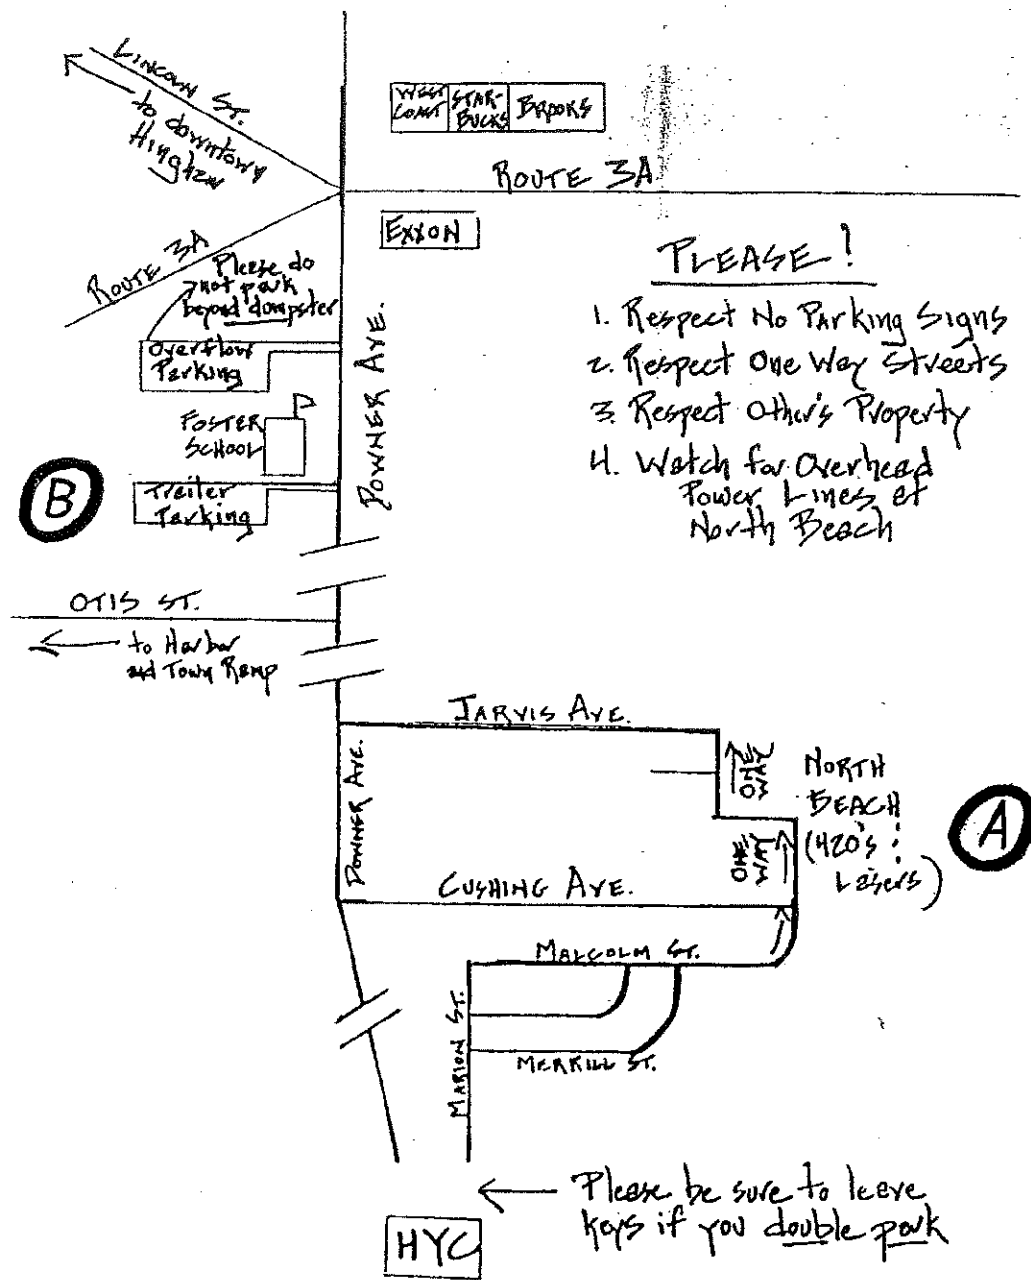 LINCOLN ST.
to downtown
Hingham
WEST
COAST
STAR-
BUCKS
BROOKS
ROUTE 3A
EXXON
ROUTE 3A
Please do
not park
beyond dumpster
Overflow
Parking
FOSTER
SCHOOL
B
Trailer
Parking
DOWNER AVE.
PLEASE!
1. Respect No Parking Signs
2. Respect One Way Streets
3. Respect Other's Property
4. Watch for Overhead
Power Lines at
North Beach
OTIS ST.
to Harbor
and Town Ramp
JARVIS AVE.
DOWNER AVE.
ONE
WAY
NORTH
BEACH
(420's :
Lasers)
A
ONE
WAY
CUSHING AVE.
MALCOLM ST.
MARION ST.
MERRILL ST.
Please be sure to leave
keys if you double park
HYC